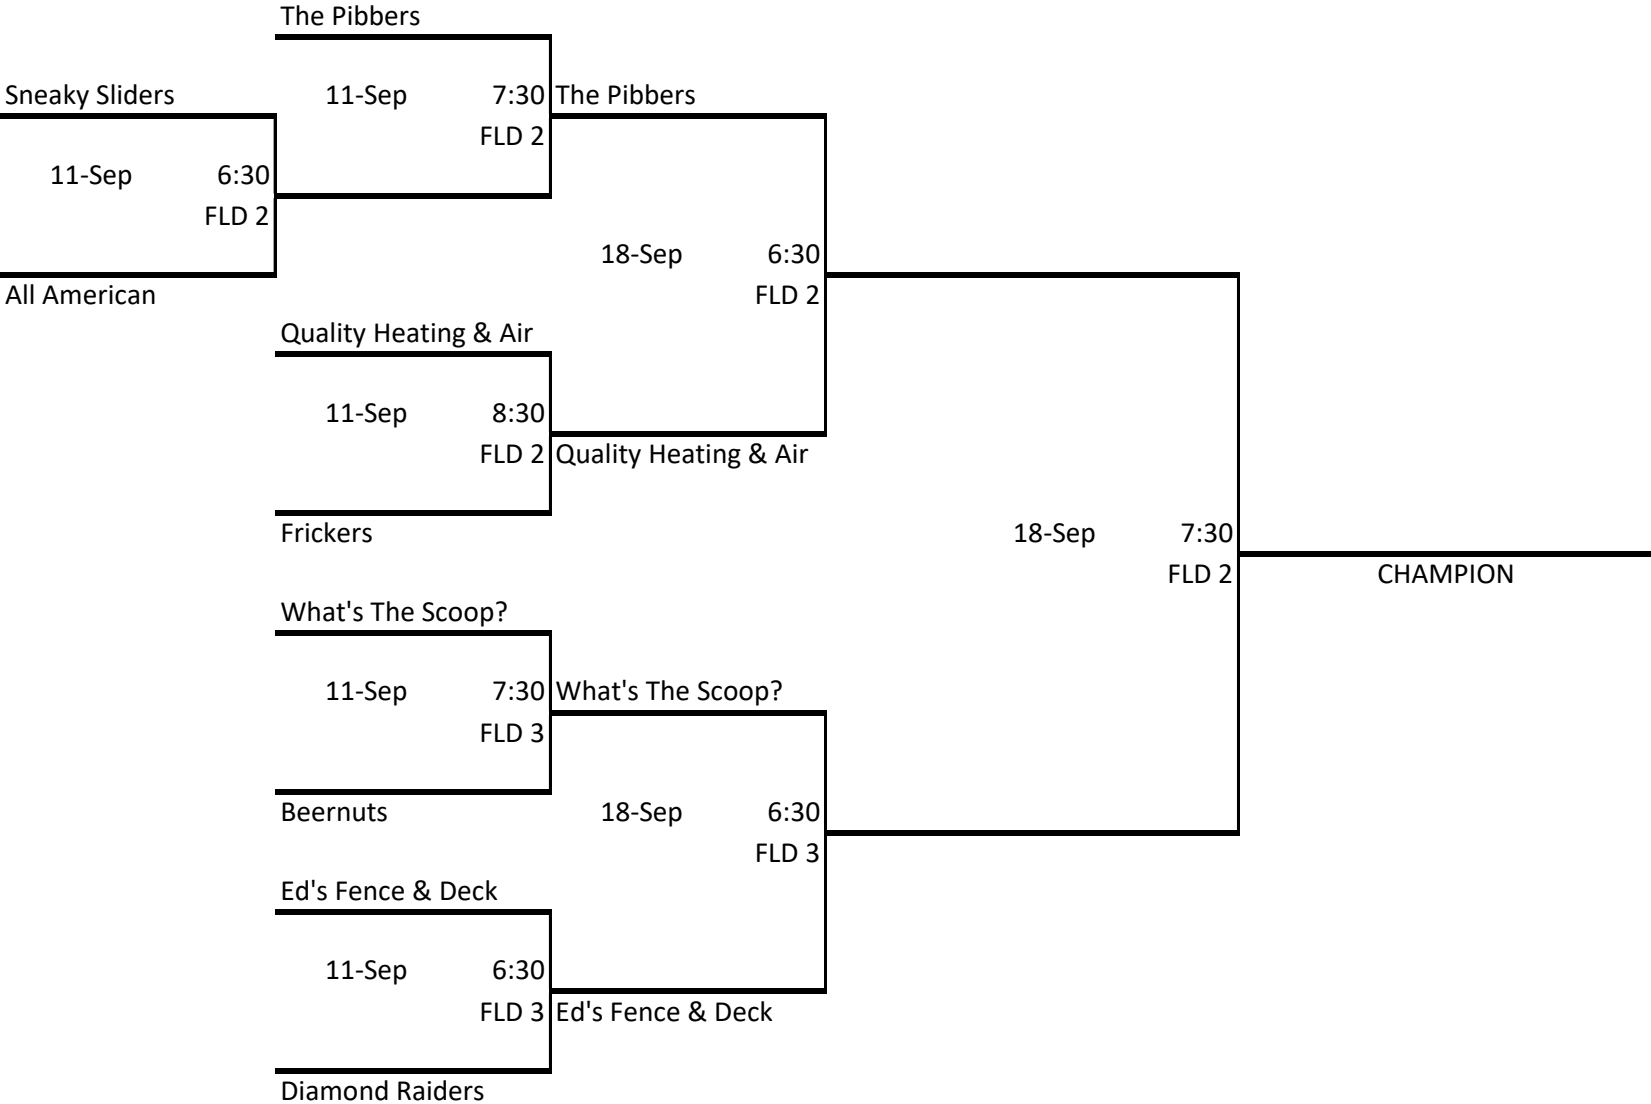 The Pibbers
Sneaky Sliders
11-Sep 7:30
The Pibbers
FLD 2
11-Sep 6:30
FLD 2
18-Sep 6:30
All American
FLD 2
Quality Heating & Air
11-Sep 8:30
FLD 2
Quality Heating & Air
Frickers
18-Sep 7:30
FLD 2
CHAMPION
What's The Scoop?
11-Sep 7:30
What's The Scoop?
FLD 3
Beernuts
18-Sep 6:30
FLD 3
Ed's Fence & Deck
11-Sep 6:30
FLD 3
Ed's Fence & Deck
Diamond Raiders